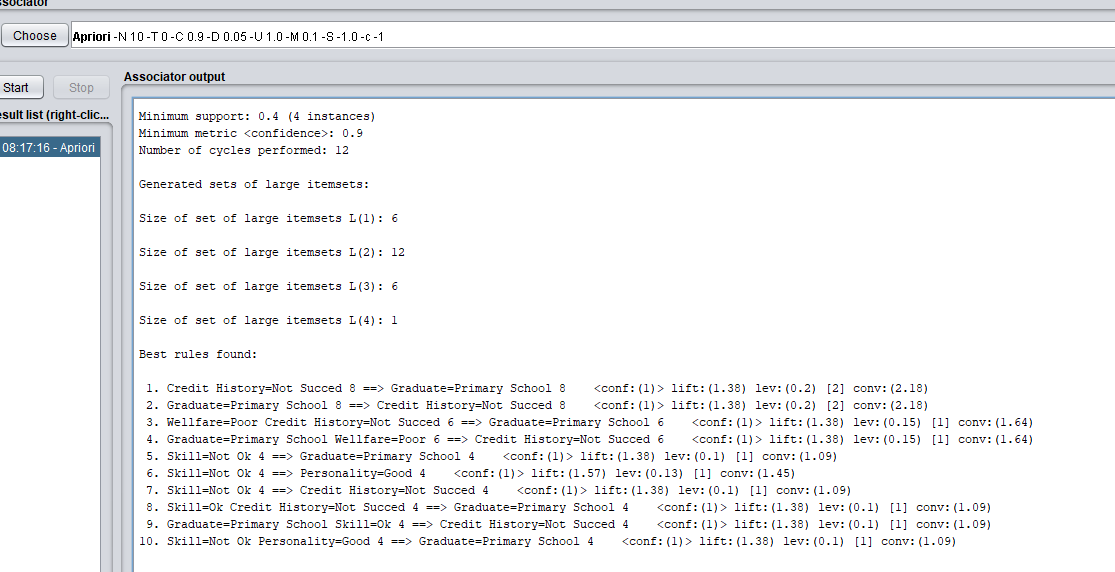 ssociator
Choose Apriori -N 10 -T 0 -C 0.9 -D 0.05 -U 1.0 -M 0.1 -S -1.0 -c -1
Start Stop
Associator output
esult list (right-clic...
08:17:16 - Apriori
Minimum support: 0.4 (4 instances)
Minimum metric <confidence>: 0.9
Number of cycles performed: 12
Generated sets of large itemsets:
Size of set of large itemsets L(1): 6
Size of set of large itemsets L(2): 12
Size of set of large itemsets L(3): 6
Size of set of large itemsets L(4): 1
Best rules found:
1. Credit History=Not Succed 8 ==> Graduate=Primary School 8 <conf:(1)> lift:(1.38) lev:(0.2) [2] conv:(2.18)
2. Graduate=Primary School 8 ==> Credit History=Not Succed 8 <conf:(1)> lift:(1.38) lev:(0.2) [2] conv:(2.18)
3. Wellfare=Poor Credit History=Not Succed 6 ==> Graduate=Primary School 6 <conf:(1)> lift:(1.38) lev:(0.15) [1] conv:(1.64)
4. Graduate=Primary School Wellfare=Poor 6 ==> Credit History=Not Succed 6 <conf:(1)> lift:(1.38) lev:(0.15) [1] conv:(1.64)
5. Skill=Not Ok 4 ==> Graduate=Primary School 4 <conf:(1)> lift:(1.38) lev:(0.1) [1] conv:(1.09)
6. Skill=Not Ok 4 ==> Personality=Good 4 <conf:(1)> lift:(1.57) lev:(0.13) [1] conv:(1.45)
7. Skill=Not Ok 4 ==> Credit History=Not Succed 4 <conf:(1)> lift:(1.38) lev:(0.1) [1] conv:(1.09)
8. Skill=Ok Credit History=Not Succed 4 ==> Graduate=Primary School 4 <conf:(1)> lift:(1.38) lev:(0.1) [1] conv:(1.09)
9. Graduate=Primary School Skill=Ok 4 ==> Credit History=Not Succed 4 <conf:(1)> lift:(1.38) lev:(0.1) [1] conv:(1.09)
10. Skill=Not Ok Personality=Good 4 ==> Graduate=Primary School 4 <conf:(1)> lift:(1.38) lev:(0.1) [1] conv:(1.09)